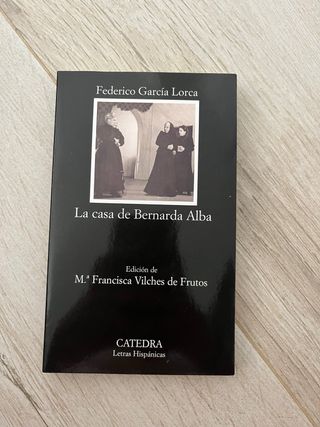 Federico García Lorca
La casa de Bernarda Alba
Edición de
M.ª Francisca Vilches de Frutos
CATEDRA
Letras Hispánicas